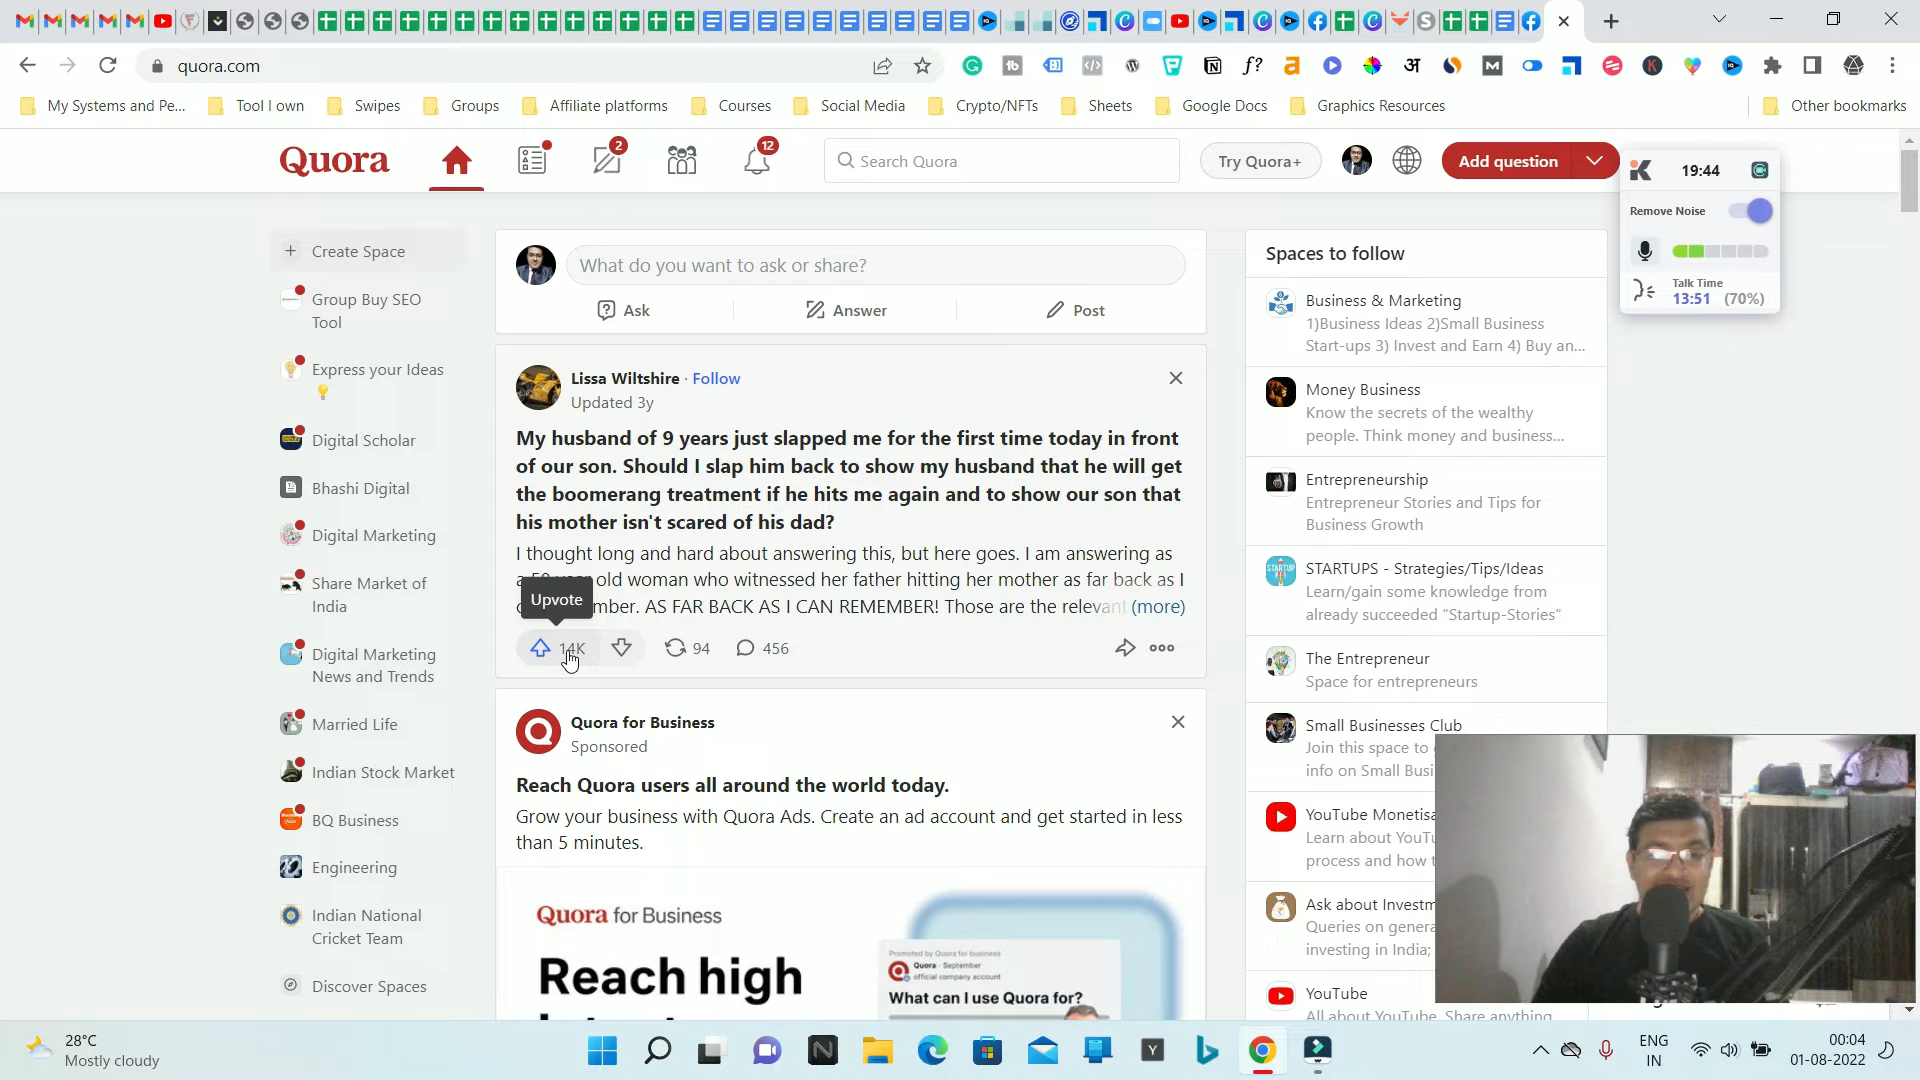 quora.com
My Systems and Pe...
Tool I own
Swipes
Groups
Affiliate platforms
Courses
Social Media
Crypto/NFTs
Sheets
Google Docs
Graphics Resources
Other bookmarks
Quora
2
12
Search Quora
Try Quora+
Add question
19:44
Remove Noise
Talk Time
13:51 (70%)
Create Space
Group Buy SEO
Tool
Express your Ideas
Digital Scholar
Bhashi Digital
Digital Marketing
Share Market of
India
Digital Marketing
News and Trends
Married Life
Indian Stock Market
BQ Business
Engineering
Indian National
Cricket Team
Discover Spaces
What do you want to ask or share?
Ask
Answer
Post
Lissa Wiltshire · Follow
Updated 3y
My husband of 9 years just slapped me for the first time today in front
of our son. Should I slap him back to show my husband that he will get
the boomerang treatment if he hits me again and to show our son that
his mother isn't scared of his dad?
I thought long and hard about answering this, but here goes. I am answering as
old woman who witnessed her father hitting her mother as far back as I
mber. AS FAR BACK AS I CAN REMEMBER! Those are the relevant (more)
Upvote
14K
94
456
Quora for Business
Sponsored
Reach Quora users all around the world today.
Grow your business with Quora Ads. Create an ad account and get started in less
than 5 minutes.
Quora for Business
Reach high
Promoted by Quora for business
Quora · September
official company account
What can I use Quora for?
Spaces to follow
Business & Marketing
1)Business Ideas 2)Small Business
Start-ups 3) Invest and Earn 4) Buy an...
Money Business
Know the secrets of the wealthy
people. Think money and business...
Entrepreneurship
Entrepreneur Stories and Tips for
Business Growth
STARTUPS - Strategies/Tips/Ideas
Learn/gain some knowledge from
already succeeded "Startup-Stories"
The Entrepreneur
Space for entrepreneurs
Small Businesses Club
Join this space to
info on Small Busi
YouTube Monetisa
Learn about YouTu
process and how t
Ask about Investm
Queries on genera
investing in India;
YouTube
All about YouTube. Share anything
28°C
Mostly cloudy
ENG
IN
00:04
01-08-2022